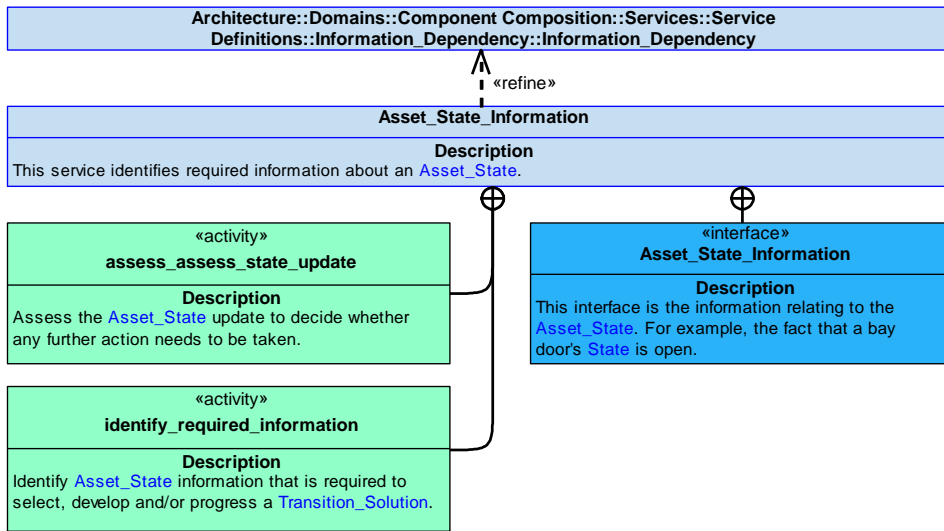 Architecture::Domains::Component Composition::Services::Service
Definitions::Information_Dependency::Information_Dependency
«refine»
Asset_State_Information
Description
This service identifies required information about an Asset_State.
«activity»
assess_assess_state_update
Description
Assess the Asset_State update to decide whether
any further action needs to be taken.
«interface»
Asset_State_Information
Description
This interface is the information relating to the
Asset_State. For example, the fact that a bay
door's State is open.
«activity»
identify_required_information
Description
Identify Asset_State information that is required to
select, develop and/or progress a Transition_Solution.